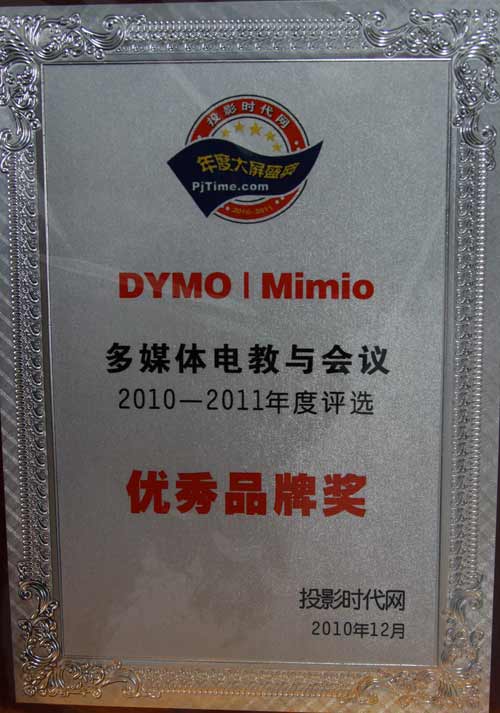 投影时代网
年度大屏盛典
PjTime.com
2010-2011
DYMO | Mimio
多媒体电教与会议
2010—2011年度评选
优秀品牌奖
投影时代网
2010年12月